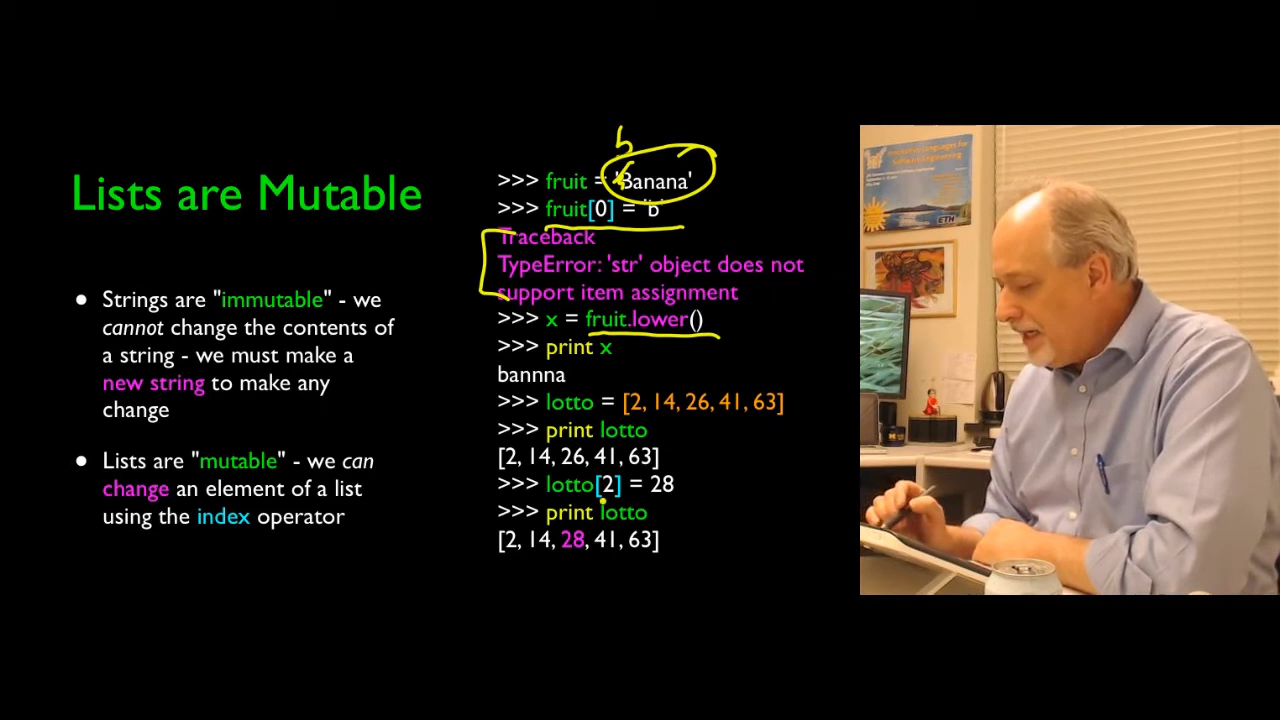 Lists are Mutable
● Strings are "immutable" - we
cannot change the contents of
a string - we must make a
new string to make any
change
● Lists are "mutable" - we can
change an element of a list
using the index operator
b
>>> fruit = 'Banana'
>>> fruit[0] = 'b'
Traceback
TypeError: 'str' object does not
support item assignment
>>> x = fruit.lower()
>>> print x
bannna
>>> lotto = [2, 14, 26, 41, 63]
>>> print lotto
[2, 14, 26, 41, 63]
>>> lotto[2] = 28
>>> print lotto
[2, 14, 28, 41, 63]
Software Engineering
ETH